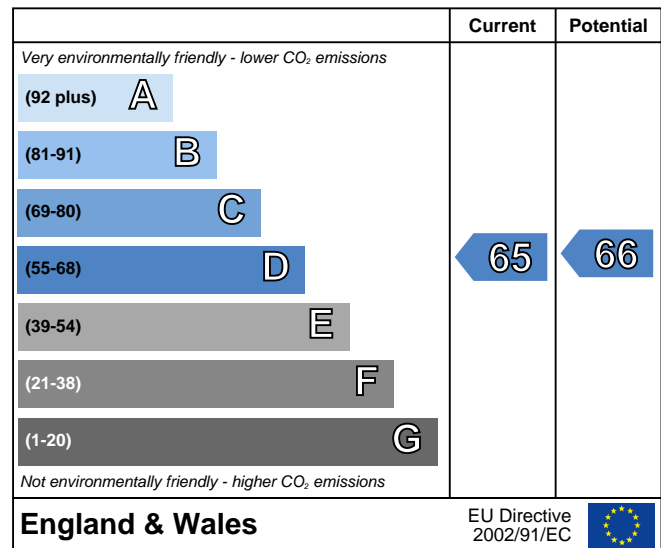 Current Potential
Very environmentally friendly - lower CO₂ emissions
(92 plus) A
(81-91) B
(69-80) C
(55-68) D
65 66
(39-54) E
(21-38) F
(1-20) G
Not environmentally friendly - higher CO₂ emissions
England & Wales
EU Directive
2002/91/EC